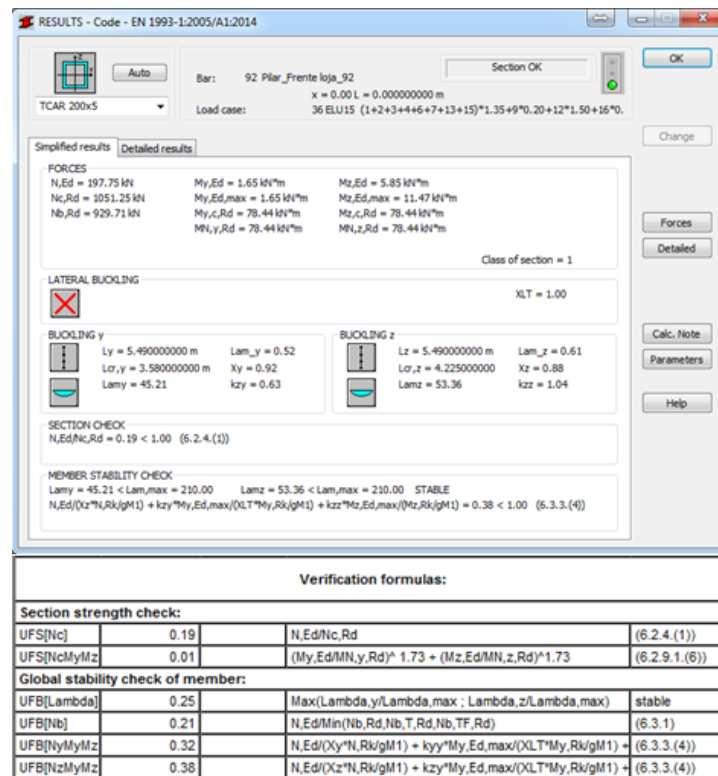 RESULTS - Code - EN 1993-1:2005/A1:2014
Auto
TCAR 200x5
Bar: 92 Pilar_Frente loja_92
x = 0.00 L = 0.000000000 m
Load case: 36 ELU15 (1+2+3+4+6+7+13+15)*1.35+9*0.20+12*1.50+16*0.
Section OK
OK
Change
Simplified results Detailed results
FORCES
N,Ed = 197.75 kN My,Ed = 1.65 kN*m Mz,Ed = 5.85 kN*m
Nc,Rd = 1051.25 kN My,Ed,max = 1.65 kN*m Mz,Ed,max = 11.47 kN*m
Nb,Rd = 929.71 kN My,c,Rd = 78.44 kN*m Mz,c,Rd = 78.44 kN*m
MN,y,Rd = 78.44 kN*m MN,z,Rd = 78.44 kN*m
Class of section = 1
Forces
Detailed
LATERAL BUCKLING
XLT = 1.00
BUCKLING y BUCKLING z
Ly = 5.490000000 m Lam_y = 0.52 Lz = 5.490000000 m Lam_z = 0.61
Lcr,y = 3.580000000 m Xy = 0.92 Lcr,z = 4.225000000 Xz = 0.88
Lamy = 45.21 kzy = 0.63 Lamz = 53.36 kzz = 1.04
Calc. Note
Parameters
Help
SECTION CHECK
N,Ed/Nc,Rd = 0.19 < 1.00 (6.2.4.(1))
MEMBER STABILITY CHECK
Lamy = 45.21 < Lam,max = 210.00 Lamz = 53.36 < Lam,max = 210.00 STABLE
N,Ed/(Xz*N,Rk/gM1) + kzy*My,Ed,max/(XLT*My,Rk/gM1) + kzz*Mz,Ed,max/(Mz,Rk/gM1) = 0.38 < 1.00 (6.3.3.(4))
Verification formulas:
Section strength check:
UFS[Nc] 0.19 N,Ed/Nc,Rd (6.2.4.(1))
UFS[NcMyMz 0.01 (My,Ed/MN,y,Rd)^ 1.73 + (Mz,Ed/MN,z,Rd)^1.73 (6.2.9.1.(6))
Global stability check of member:
UFB[Lambda] 0.25 Max(Lambda,y/Lambda,max ; Lambda,z/Lambda,max) stable
UFB[Nb] 0.21 N,Ed/Min(Nb,Rd,Nb,T,Rd,Nb,TF,Rd) (6.3.1)
UFB[NyMyMz 0.32 N,Ed/(Xy*N,Rk/gM1) + kyy*My,Ed,max/(XLT*My,Rk/gM1) + (6.3.3.(4))
UFB[NzMyMz 0.38 N,Ed/(Xz*N,Rk/gM1) + kzy*My,Ed,max/(XLT*My,Rk/gM1) + (6.3.3.(4))